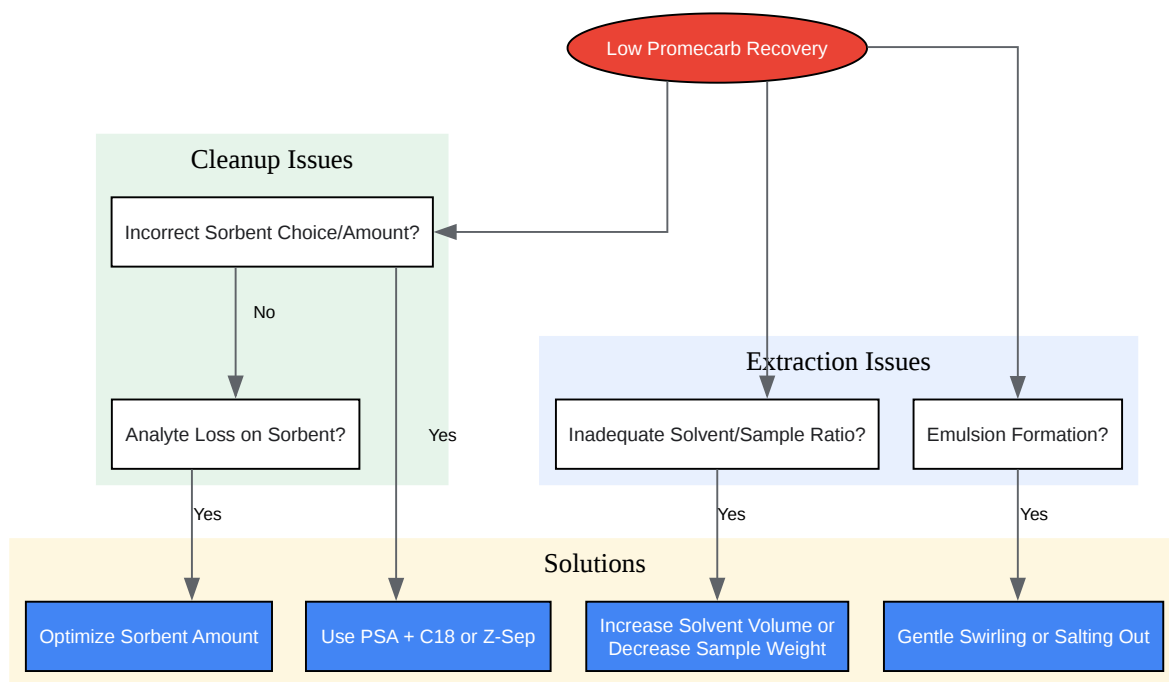 Low Promecarb Recovery
Cleanup Issues
Incorrect Sorbent Choice/Amount?
No
Extraction Issues
Analyte Loss on Sorbent?
Yes
Inadequate Solvent/Sample Ratio?
Emulsion Formation?
Yes
Yes
Yes
Solutions
Optimize Sorbent Amount
Use PSA + C18 or Z-Sep
Increase Solvent Volume or
Decrease Sample Weight
Gentle Swirling or Salting Out